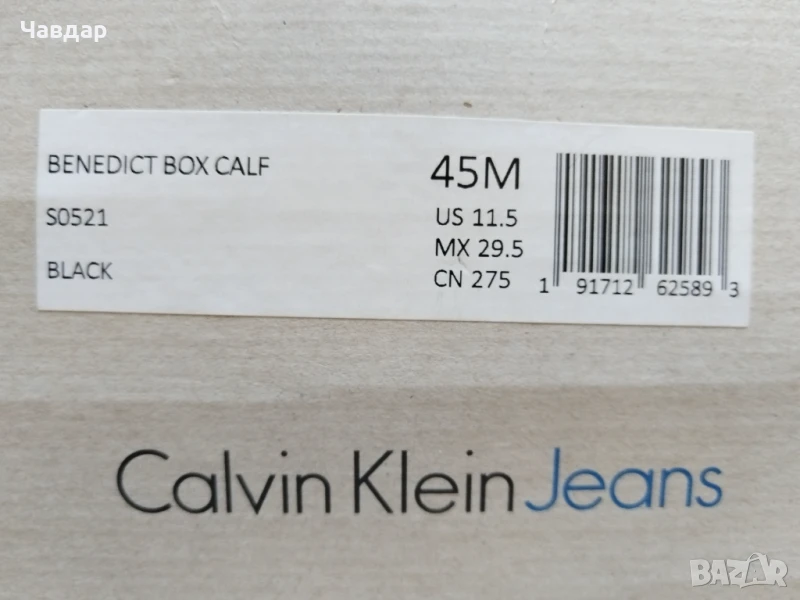 Чавдар
BENEDICT BOX CALF
S0521
BLACK
45M
US 11.5
MX 29.5
CN 275
1 91712 62589 3
Calvin Klein Jeans
BAZAR